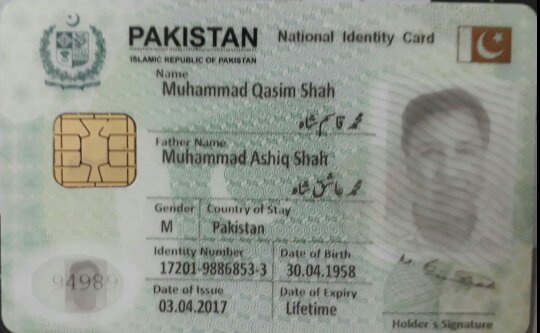 PAKISTAN National Identity Card
ISLAMIC REPUBLIC OF PAKISTAN
Name
Muhammad Qasim Shah
محمد قاسم شاہ
Father Name
Muhammad Ashiq Shah
محمد عاشق شاہ
Gender Country of Stay
M Pakistan
Identity Number Date of Birth
17201-9886853-3 30.04.1958
Date of Issue Date of Expiry
03.04.2017 Lifetime
94989
Holder's Signature